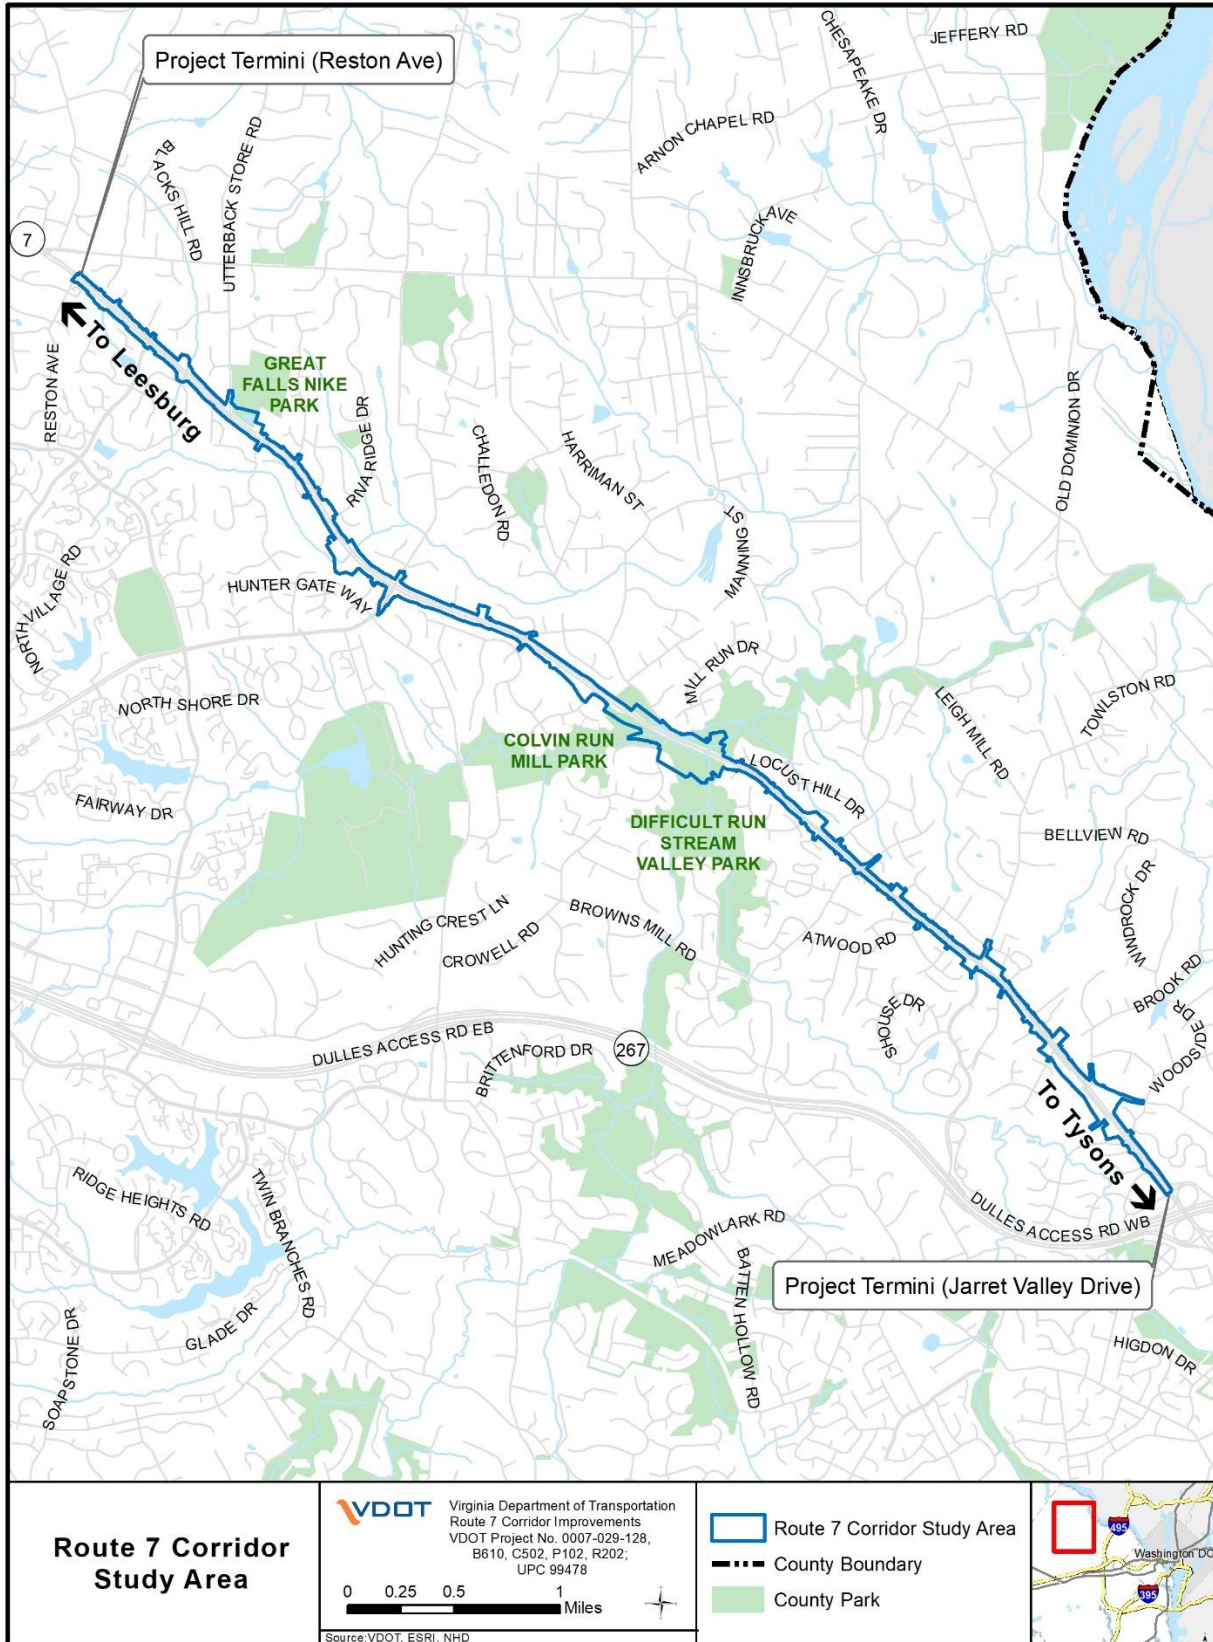 Project Termini (Reston Ave)
JEFFERY RD
CHESAPEAKE DR
ARNON CHAPEL RD
BLACKS HILL RD
UTTERBACK STORE RD
INNSBRUCK AVE
7
To Leesburg
RESTON AVE
GREAT
FALLS NIKE
PARK
RIVA RIDGE DR
CHALLEDON RD
HARRIMAN ST
MANNING ST
OLD DOMINION DR
NORTH VILLAGE RD
HUNTER GATE WAY
NORTH SHORE DR
MILL RUN DR
LEIGH MILL RD
TOWLSTON RD
COLVIN RUN
MILL PARK
LOCUST HILL DR
FAIRWAY DR
DIFFICULT RUN
STREAM
VALLEY PARK
BELLVIEW RD
WINDROCK DR
HUNTING CREST LN
CROWELL RD
BROWNS MILL RD
ATWOOD RD
SHOUSE DR
BROOK RD
WOODSIDE DR
DULLES ACCESS RD EB
BRITTENFORD DR
267
To Tysons
RIDGE HEIGHTS RD
TWIN BRANCHES RD
MEADOWLARK RD
BATTEN HOLLOW RD
DULLES ACCESS RD WB
Project Termini (Jarret Valley Drive)
SOAPSTONE DR
GLADE DR
HIGDON DR
Route 7 Corridor
Study Area
VDOT
Virginia Department of Transportation
Route 7 Corridor Improvements
VDOT Project No. 0007-029-128,
B610, C502, P102, R202;
UPC 99478
0 0.25 0.5 1
Miles
Source:VDOT, ESRI, NHD
Route 7 Corridor Study Area
County Boundary
County Park
495
Washington DC
395